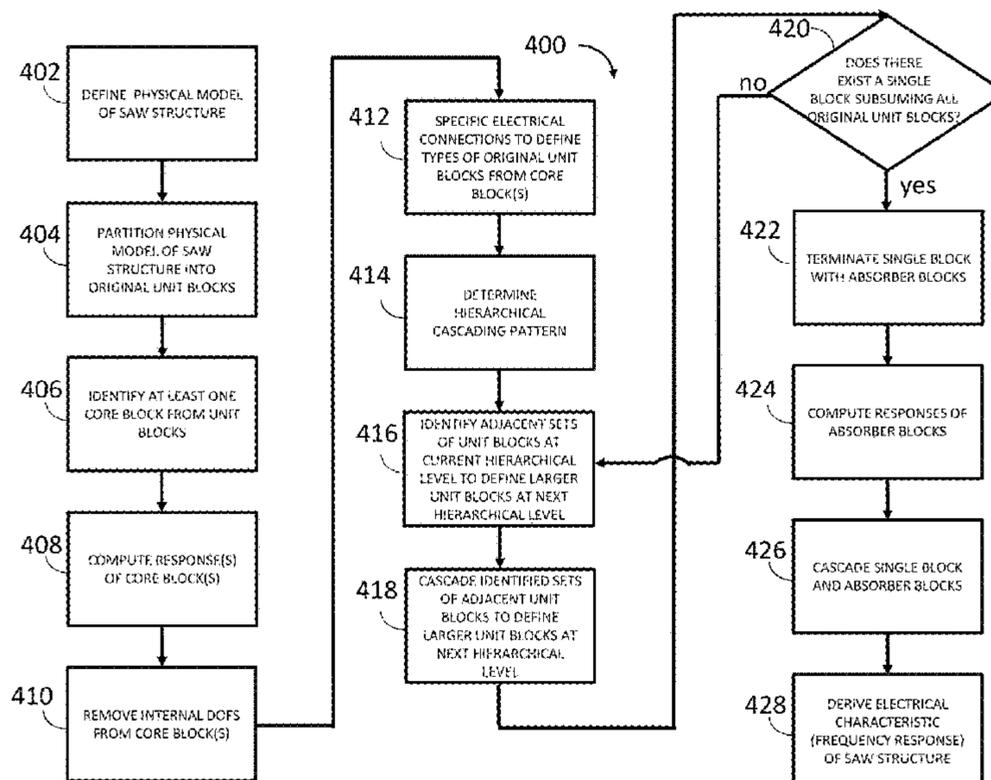 400
402
DEFINE PHYSICAL MODEL
OF SAW STRUCTURE
404
PARTITION PHYSICAL
MODEL OF SAW
STRUCTURE INTO
ORIGINAL UNIT BLOCKS
406
IDENTIFY AT LEAST ONE
CORE BLOCK FROM UNIT
BLOCKS
408
COMPUTE RESPONSE(S)
OF CORE BLOCK(S)
410
REMOVE INTERNAL DOFS
FROM CORE BLOCK(S)
412
SPECIFIC ELECTRICAL
CONNECTIONS TO DEFINE
TYPES OF ORIGINAL UNIT
BLOCKS FROM CORE
BLOCK(S)
414
DETERMINE
HIERARCHICAL
CASCADING PATTERN
416
IDENTIFY ADJACENT SETS
OF UNIT BLOCKS AT
CURRENT HIERARCHICAL
LEVEL TO DEFINE LARGER
UNIT BLOCKS AT NEXT
HIERARCHICAL LEVEL
418
CASCADE IDENTIFIED SETS
OF ADJACENT UNIT
BLOCKS TO DEFINE
LARGER UNIT BLOCKS AT
NEXT HIERARCHICAL
LEVEL
420
DOES THERE
EXIST A SINGLE
BLOCK SUBSUMING ALL
ORIGINAL UNIT BLOCKS?
no
yes
422
TERMINATE SINGLE BLOCK
WITH ABSORBER BLOCKS
424
COMPUTE RESPONSES OF
ABSORBER BLOCKS
426
CASCADE SINGLE BLOCK
AND ABSORBER BLOCKS
428
DERIVE ELECTRICAL
CHARACTERISTIC
(FREQUENCY RESPONSE)
OF SAW STRUCTURE